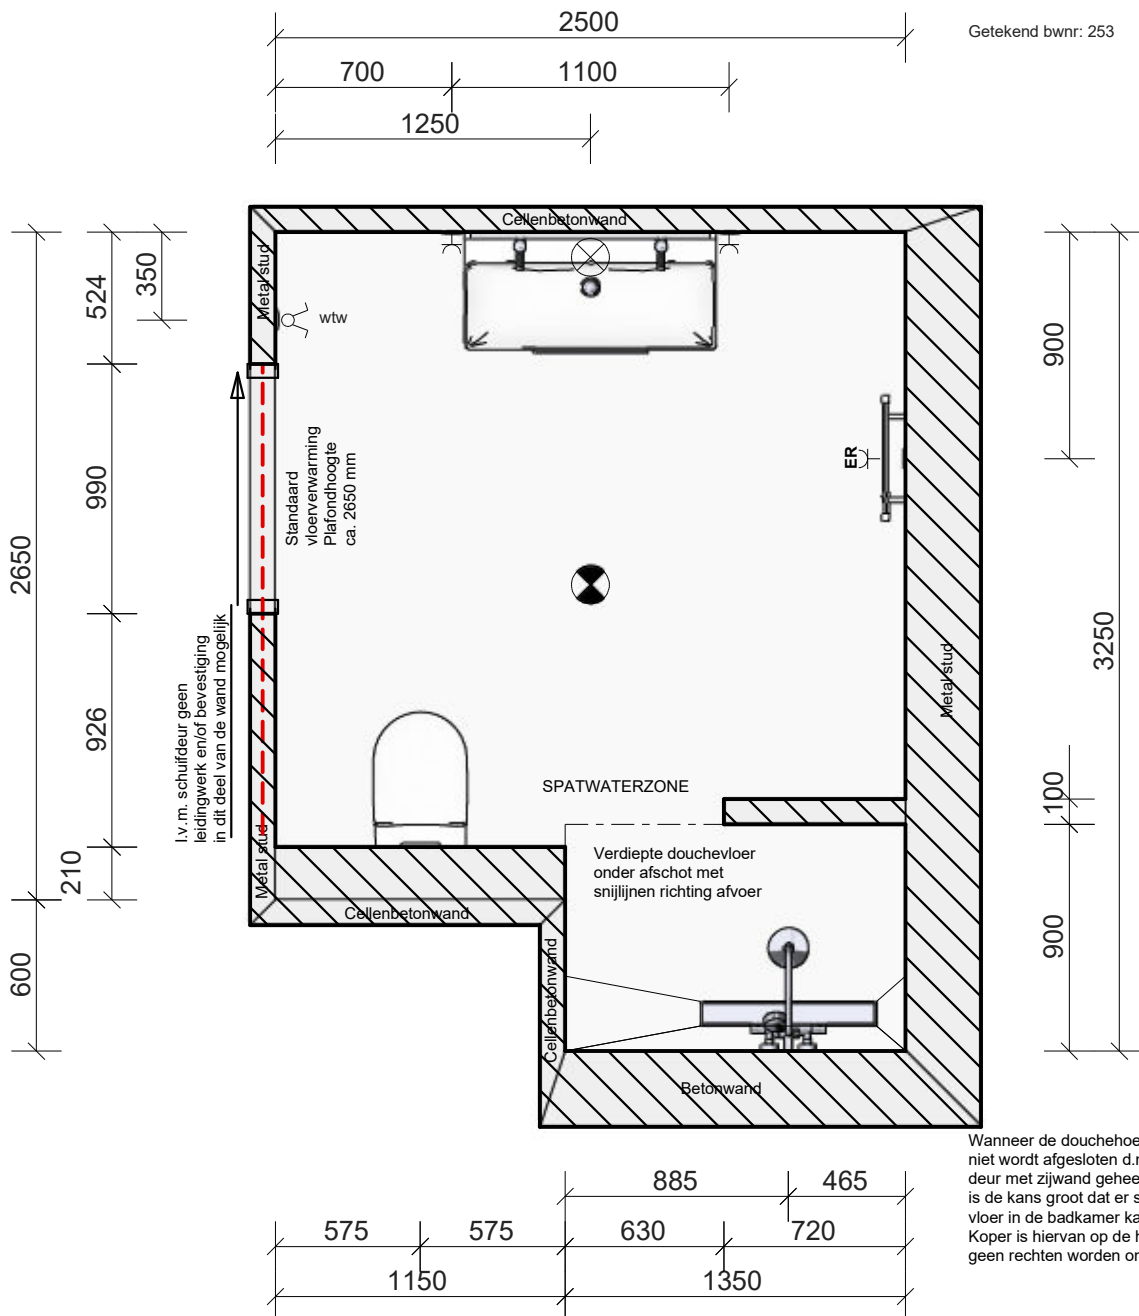 2500
Getekend bwnr: 253
700
1100
1250
Cellenbetonwand
Metal stud
wtw
350
524
990
2650
926
210
600
Standaard
vloerverwarming
Plafondhoogte
ca. 2650 mm
I.v.m. schuifdeur geen
leidingwerk en/of bevestiging
in dit deel van de wand mogelijk
ER
900
3250
Metal stud
100
900
SPATWATERZONE
Verdiepte douchevloer
onder afschot met
snijlijnen richting afvoer
Metal stud
Cellenbetonwand
Cellenbetonwand
Betonwand
Wanneer de douchehoe
niet wordt afgesloten d.
deur met zijwand gehee
is de kans groot dat er s
vloer in de badkamer ka
Koper is hiervan op de h
geen rechten worden or
885
465
575
575
630
720
1150
1350